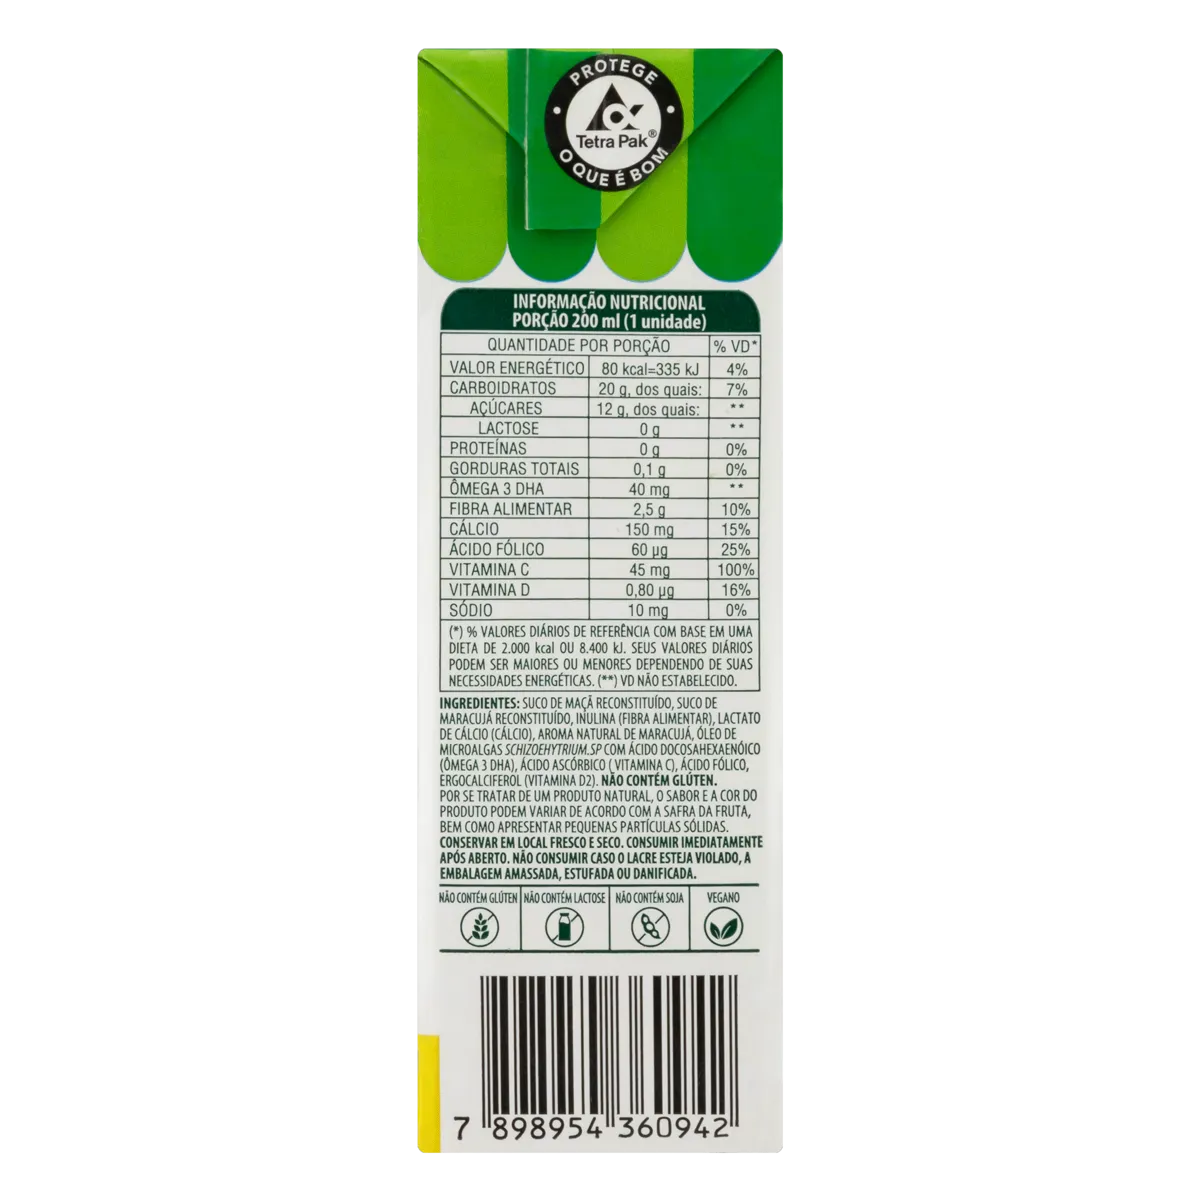 PROTEGE
Tetra Pak®
O QUE É BOM
INFORMAÇÃO NUTRICIONAL
PORÇÃO 200 ml (1 unidade)
QUANTIDADE POR PORÇÃO % VD*
VALOR ENERGÉTICO 80 kcal=335 kJ 4%
CARBOIDRATOS 20 g, dos quais: 7%
AÇÚCARES 12 g, dos quais: **
LACTOSE 0 g **
PROTEÍNAS 0 g 0%
GORDURAS TOTAIS 0,1 g 0%
ÔMEGA 3 DHA 40 mg **
FIBRA ALIMENTAR 2,5 g 10%
CÁLCIO 150 mg 15%
ÁCIDO FÓLICO 60 µg 25%
VITAMINA C 45 mg 100%
VITAMINA D 0,80 µg 16%
SÓDIO 10 mg 0%
(*) % VALORES DIÁRIOS DE REFERÊNCIA COM BASE EM UMA
DIETA DE 2.000 kcal OU 8.400 kJ. SEUS VALORES DIÁRIOS
PODEM SER MAIORES OU MENORES DEPENDENDO DE SUAS
NECESSIDADES ENERGÉTICAS. (**) VD NÃO ESTABELECIDO.
INGREDIENTES: SUCO DE MAÇÃ RECONSTITUÍDO, SUCO DE
MARACUJÁ RECONSTITUÍDO, INULINA (FIBRA ALIMENTAR), LACTATO
DE CÁLCIO (CÁLCIO), AROMA NATURAL DE MARACUJÁ, ÓLEO DE
MICROALGAS SCHIZOEHYTRIUM.SP COM ÁCIDO DOCOSAHEXAENÓICO
(ÔMEGA 3 DHA), ÁCIDO ASCÓRBICO ( VITAMINA C), ÁCIDO FÓLICO,
ERGOCALCIFEROL (VITAMINA D2). NÃO CONTÉM GLÚTEN.
POR SE TRATAR DE UM PRODUTO NATURAL, O SABOR E A COR DO
PRODUTO PODEM VARIAR DE ACORDO COM A SAFRA DA FRUTA,
BEM COMO APRESENTAR PEQUENAS PARTÍCULAS SÓLIDAS.
CONSERVAR EM LOCAL FRESCO E SECO. CONSUMIR IMEDIATAMENTE
APÓS ABERTO. NÃO CONSUMIR CASO O LACRE ESTEJA VIOLADO, A
EMBALAGEM AMASSADA, ESTUFADA OU DANIFICADA.
NÃO CONTÉM GLÚTEN NÃO CONTÉM LACTOSE NÃO CONTÉM SOJA VEGANO
7 898954 360942